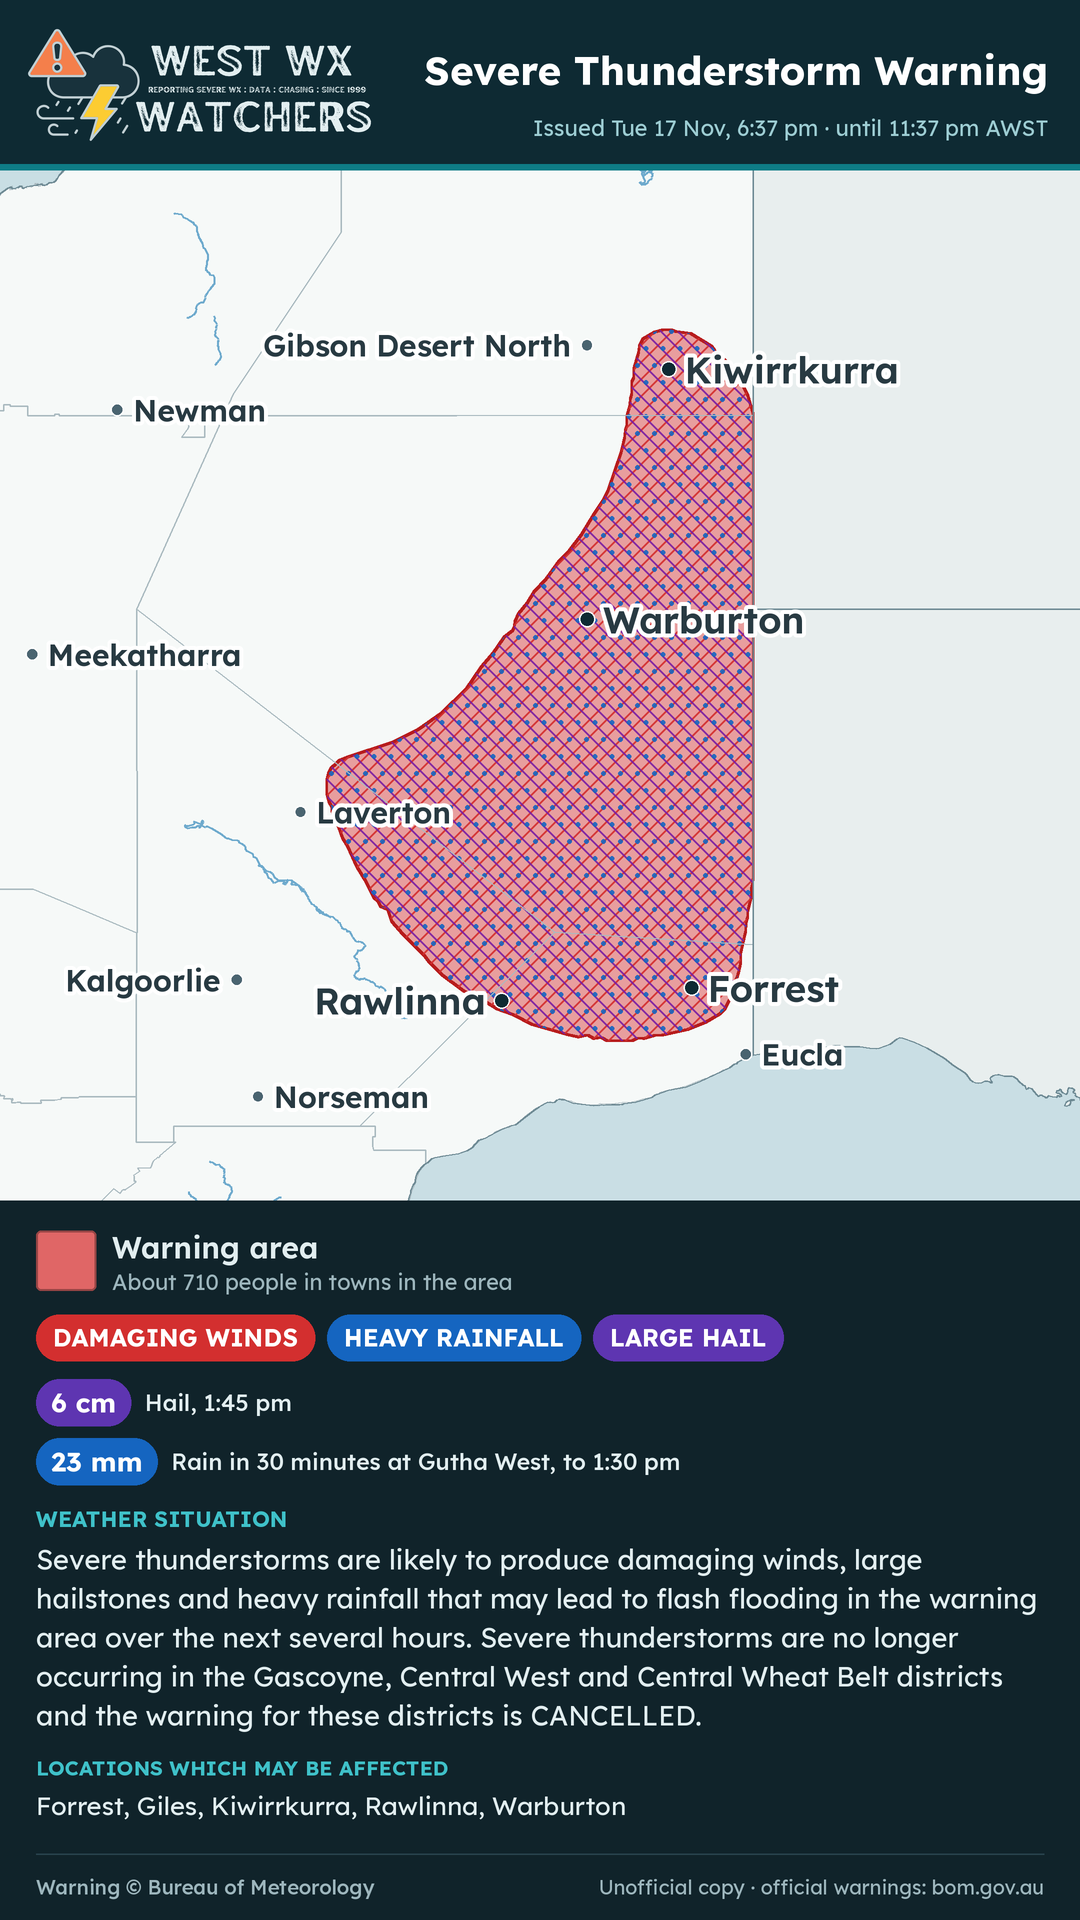 WEST WX
REPORTING SEVERE WX : DATA : CHASING : SINCE 1999
WATCHERS
Severe Thunderstorm Warning
Issued Tue 17 Nov, 6:37 pm · until 11:37 pm AWST
Gibson Desert North
Kiwirrkurra
Newman
Warburton
Meekatharra
Laverton
Kalgoorlie
Rawlinna
Forrest
Eucla
Norseman
Warning area
About 710 people in towns in the area
DAMAGING WINDS
HEAVY RAINFALL
LARGE HAIL
6 cm Hail, 1:45 pm
23 mm Rain in 30 minutes at Gutha West, to 1:30 pm
WEATHER SITUATION
Severe thunderstorms are likely to produce damaging winds, large
hailstones and heavy rainfall that may lead to flash flooding in the warning
area over the next several hours. Severe thunderstorms are no longer
occurring in the Gascoyne, Central West and Central Wheat Belt districts
and the warning for these districts is CANCELLED.
LOCATIONS WHICH MAY BE AFFECTED
Forrest, Giles, Kiwirrkurra, Rawlinna, Warburton
Warning © Bureau of Meteorology
Unofficial copy · official warnings: bom.gov.au